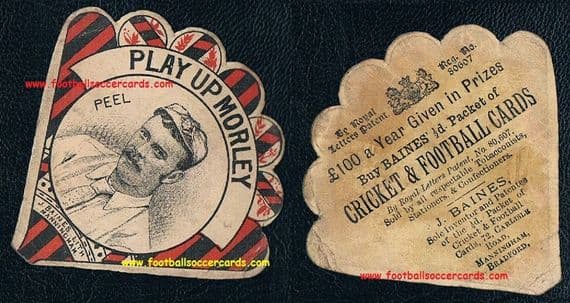 PLAY UP MORLEY
PEEL
www.footballsoccercards.com
www.footballsoccercards.com
By Royal
Letters Patent
Reg. No.
80607
£100 a Year Given in Prizes
Buy BAINES' ½d. Packet of
CRICKET & FOOTBALL CARDS
By Royal Letters Patent, No. 80,607.
Sold by all respectable Tobacconists,
Stationers, & Confectioners.
J. BAINES,
Sole Inventor and Patentee
of the ½d. Packet
Cricket & Football
Cards, 72, CARLISLE
ROAD,
MANNINGHAM,
BRADFORD.
www.footballsoccercards.com